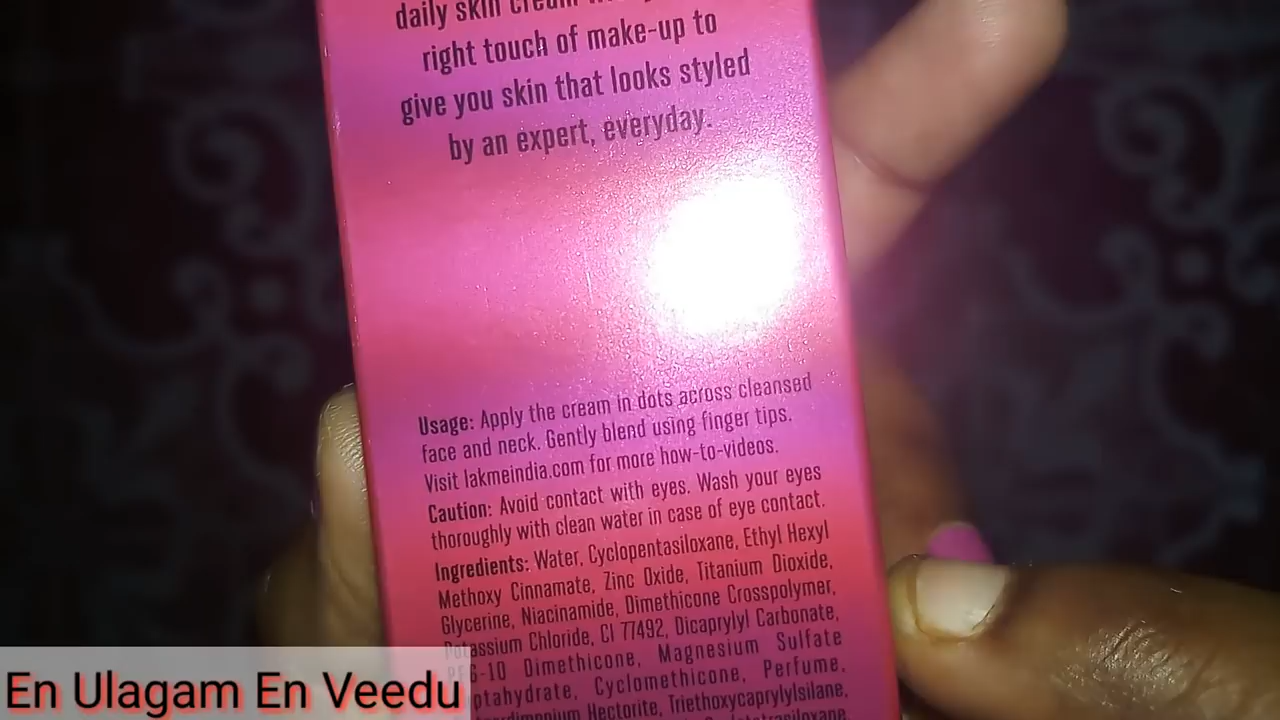 daily skin cream
right touch of make-up to
give you skin that looks styled
by an expert, everyday.
Usage: Apply the cream in dots across cleansed
face and neck. Gently blend using finger tips.
Visit lakmeindia.com for more how-to-videos.
Caution: Avoid contact with eyes. Wash your eyes
thoroughly with clean water in case of eye contact.
Ingredients: Water, Cyclopentasiloxane, Ethyl Hexyl
Methoxy Cinnamate, Zinc Oxide, Titanium Dioxide,
Glycerine, Niacinamide, Dimethicone Crosspolymer,
Potassium Chloride, CI 77492, Dicaprylyl Carbonate,
PEG-10 Dimethicone, Magnesium Sulfate
ptahydrate, Cyclomethicone, Perfume,
Hectorite, Triethoxycaprylylsilane,
En Ulagam En Veedu